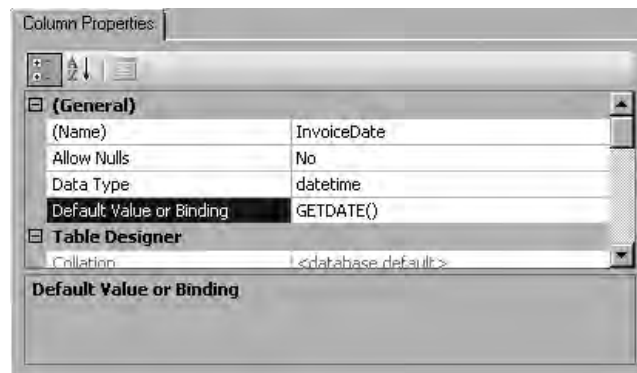 Column Properties
A Z
(General)
(Name) InvoiceDate
Allow Nulls No
Data Type datetime
Default Value or Binding GETDATE()
Table Designer
Collation <database default>
Default Value or Binding